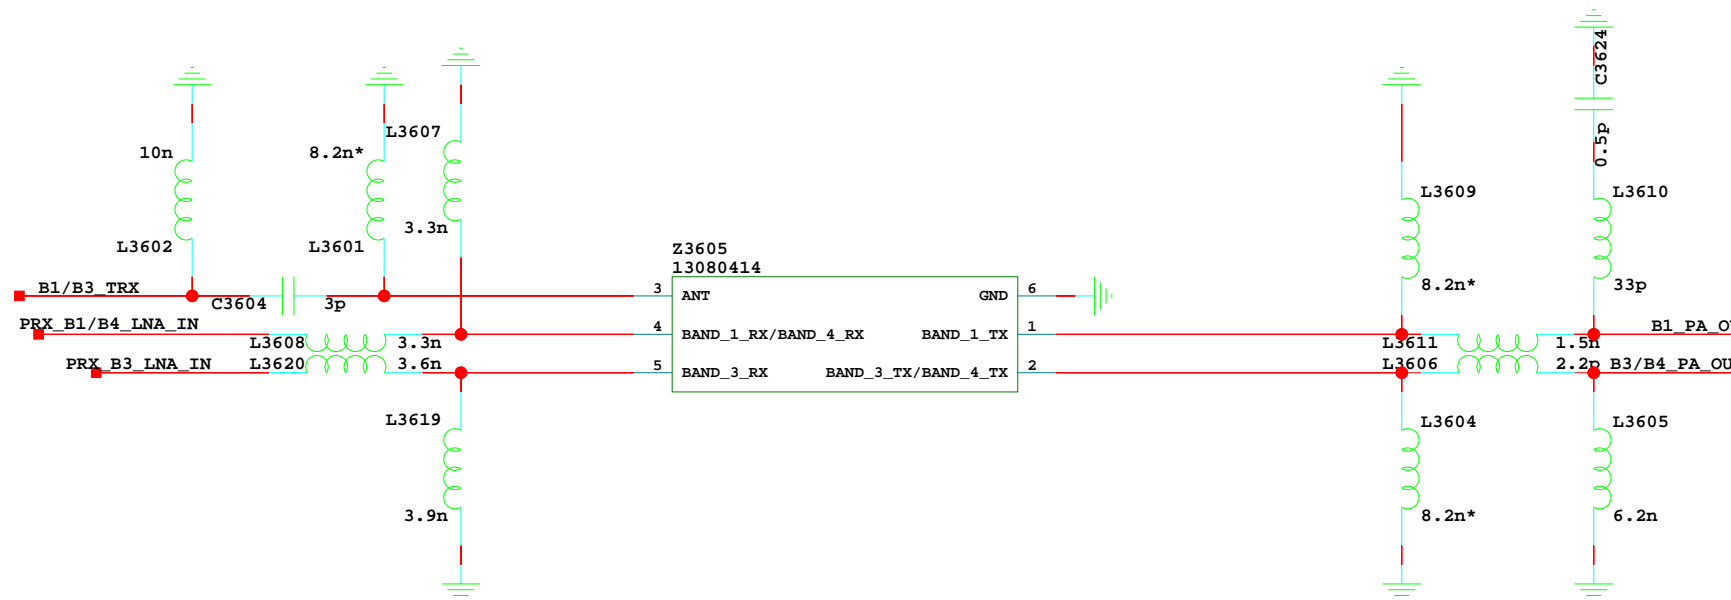 C3624
0.5p
L3607
10n
8.2n*
3.3n
L3602
L3601
L3609
L3610
8.2n*
33p
Z3605
13080414
B1/B3_TRX
C3604
3p
3
ANT
GND
6
PRX_B1/B4_LNA_IN
L3608
3.3n
4
BAND_1_RX/BAND_4_RX
BAND_1_TX
1
L3611
1.5n
B1_PA_OU
PRX_B3_LNA_IN
L3620
3.6n
5
BAND_3_RX
BAND_3_TX/BAND_4_TX
2
L3606
2.2p
B3/B4_PA_OU
L3619
L3604
L3605
3.9n
8.2n*
6.2n